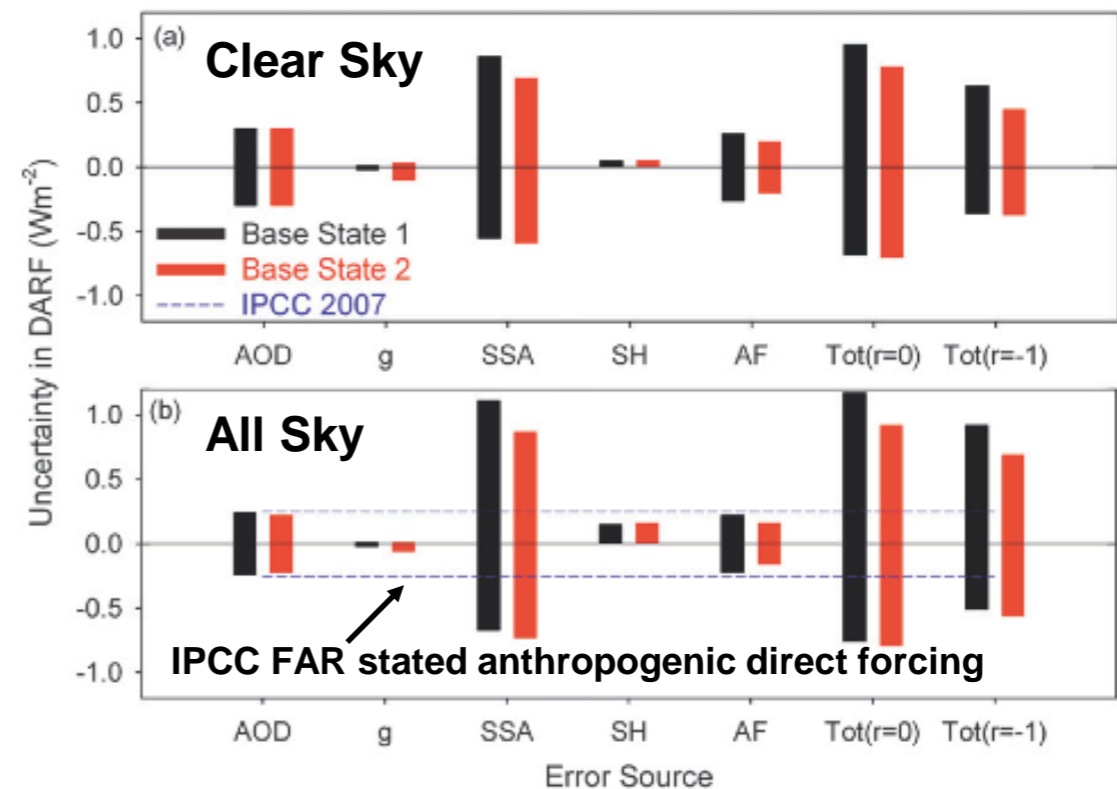 (a) Clear Sky
1.0
0.5
0.0
-0.5
-1.0
Uncertainty in DARF (Wm-2)
Base State 1
Base State 2
IPCC 2007
AOD g SSA SH AF Tot(r=0) Tot(r=-1)
(b) All Sky
1.0
0.5
0.0
-0.5
-1.0
IPCC FAR stated anthropogenic direct forcing
AOD g SSA SH AF Tot(r=0) Tot(r=-1)
Error Source